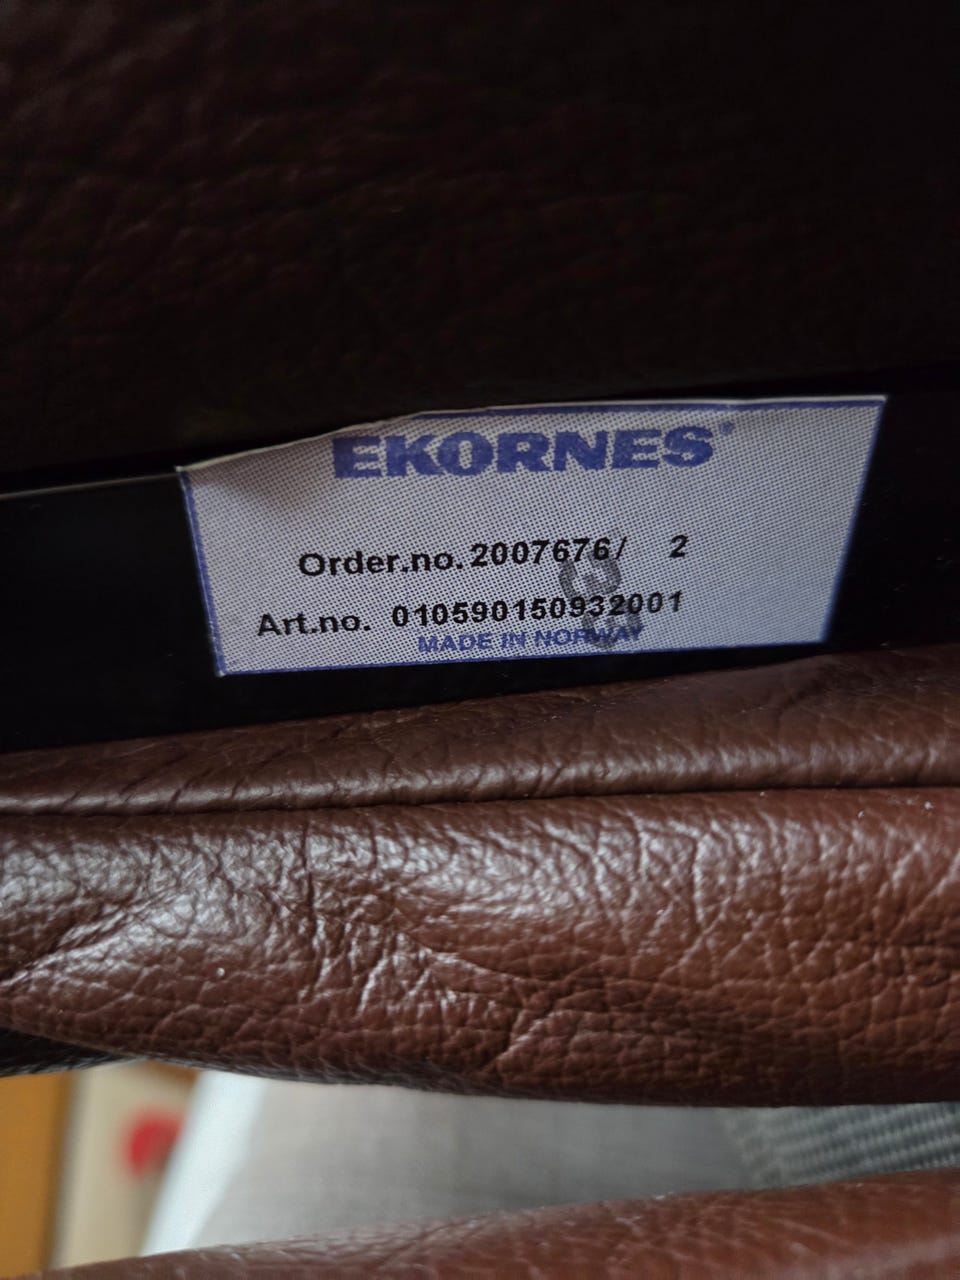 EKORNES®
Order.no. 2007676/ 2
Art.no. 010590150932001
MADE IN NORWAY